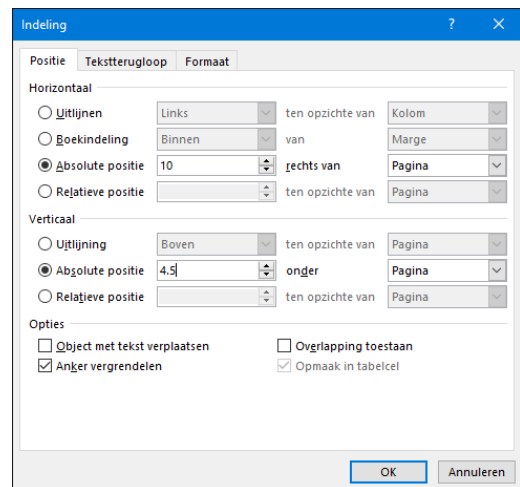 Indeling ?
Positie Tekstterugloop Formaat
Horizontaal
Uitlijnen Links ten opzichte van Kolom
Boekindeling Binnen van Marge
Absolute positie 10 rechts van Pagina
Relatieve positie ten opzichte van Pagina
Verticaal
Uitlijning Boven ten opzichte van Pagina
Absolute positie 4.5 onder Pagina
Relatieve positie ten opzichte van Pagina
Opties
Object met tekst verplaatsen Overlapping toestaan
Anker vergrendelen Opmaak in tabelcel
OK Annuleren